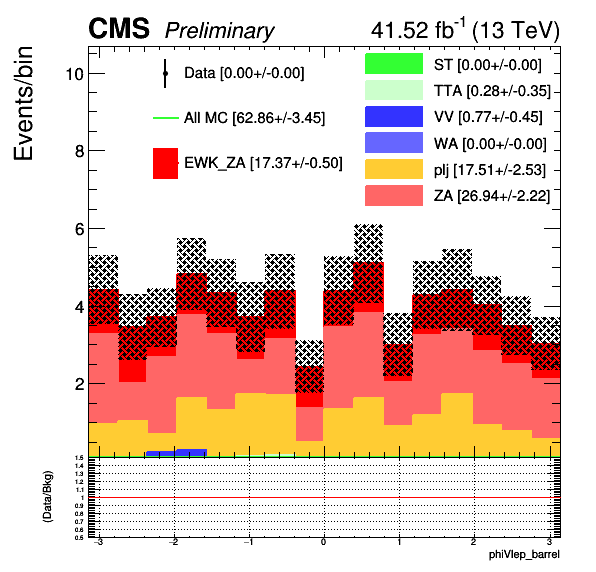 CMS Preliminary 41.52 fb-1 (13 TeV)
Events/bin
10
8
6
4
2
Data [0.00+/-0.00]
All MC [62.86+/-3.45]
EWK_ZA [17.37+/-0.50]
ST [0.00+/-0.00]
TTA [0.28+/-0.35]
VV [0.77+/-0.45]
WA [0.00+/-0.00]
plj [17.51+/-2.53]
ZA [26.94+/-2.22]
(Data/Bkg)
1.5
1.4
1.3
1.2
1.1
1
0.9
0.8
0.7
0.6
0.5
−3 −2 −1 0 1 2 3
phiVlep_barrel